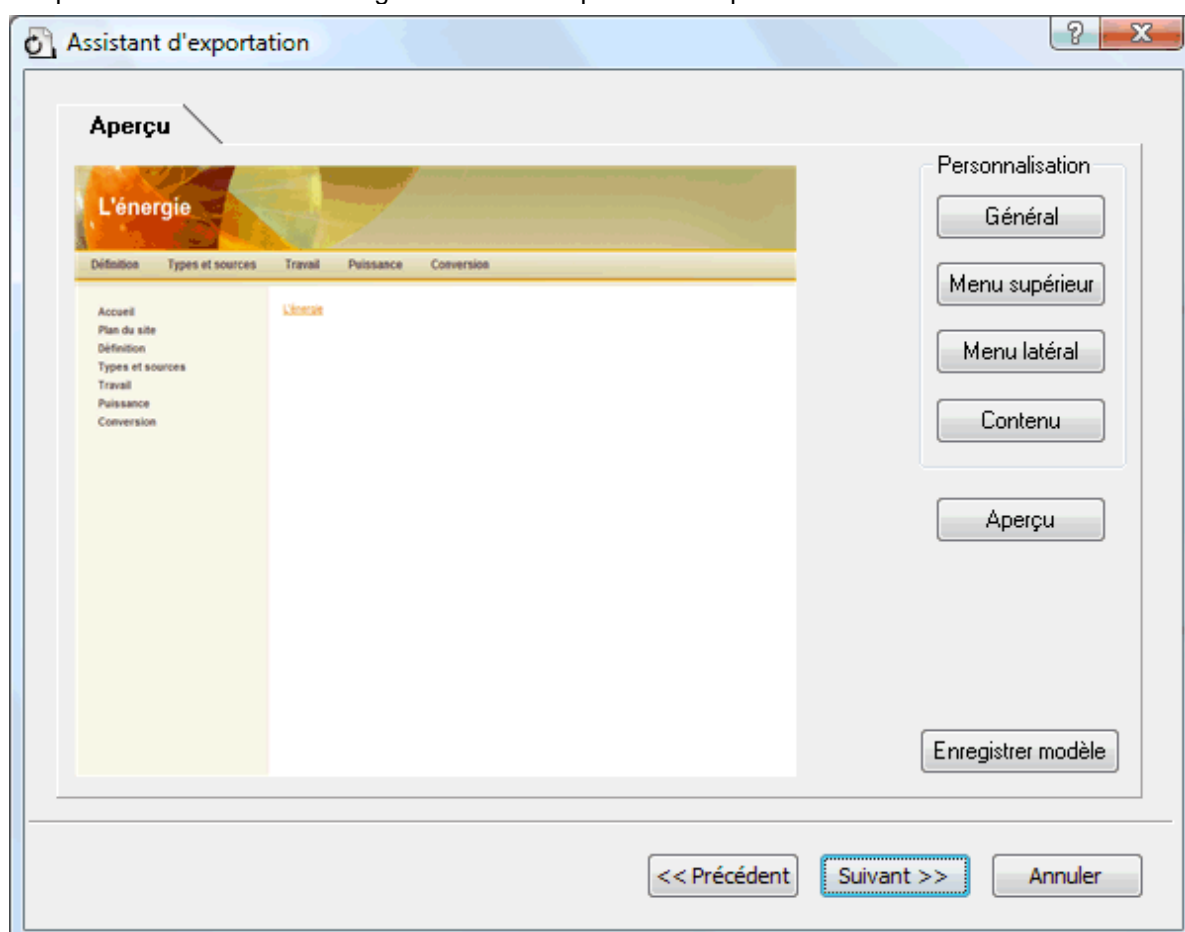 Assistant d'exportation
Aperçu
L'énergie
Définition Types et sources Travail Puissance Conversion
Accueil
Plan du site
Définition
Types et sources
Travail
Puissance
Conversion
L'énergie
Personnalisation
Général
Menu supérieur
Menu latéral
Contenu
Aperçu
Enregistrer modèle
<< Précédent
Suivant >>
Annuler